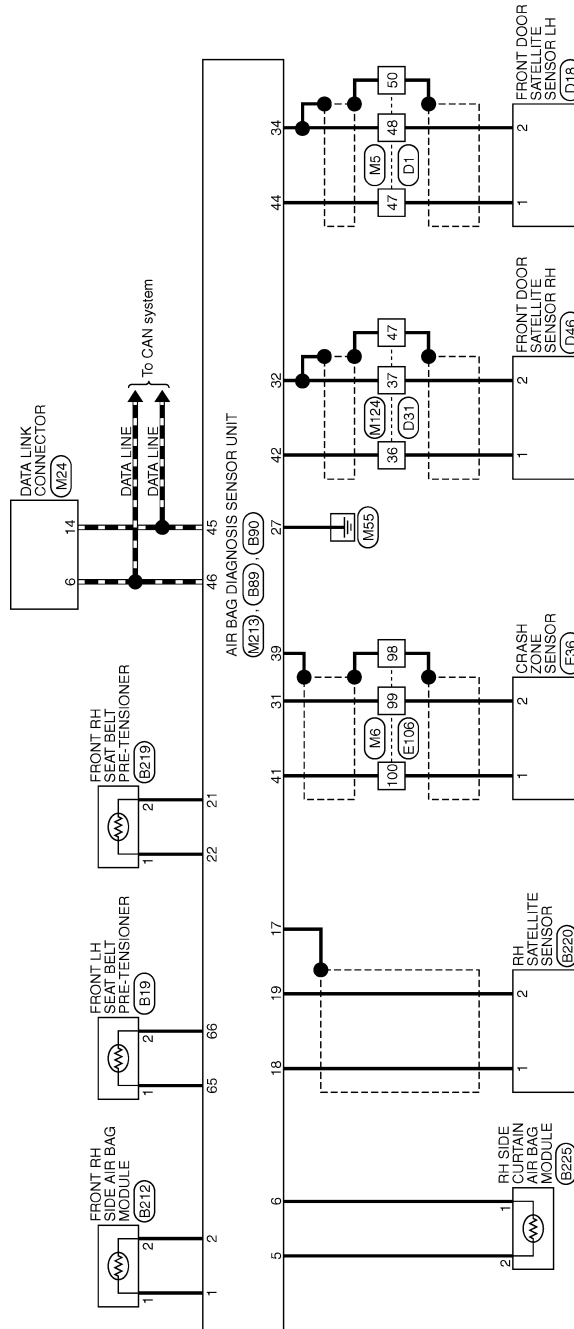 FRONT RH
SIDE AIR BAG
MODULE
B212
1 2
FRONT LH
SEAT BELT
PRE-TENSIONER
B19
1 2
FRONT RH
SEAT BELT
PRE-TENSIONER
B219
1 2
DATA LINK
CONNECTOR
M24
6 14
DATA LINE
DATA LINE
To CAN system
1 2 65 66 22 21 46 45
AIR BAG DIAGNOSIS SENSOR UNIT
M213 , B89 , B90
5 6 18 19 17 41 31 39 27 42 32 44 34
M55
M6
100 99 98
E106
M124
36 37 47
D31
M5
47 48 50
D1
2 1
RH SIDE
CURTAIN
AIR BAG
MODULE
B225
1 2
RH
SATELLITE
SENSOR
B220
1 2
CRASH
ZONE
SENSOR
E36
1 2
FRONT DOOR
SATELLITE
SENSOR RH
D46
1 2
FRONT DOOR
SATELLITE
SENSOR LH
D18